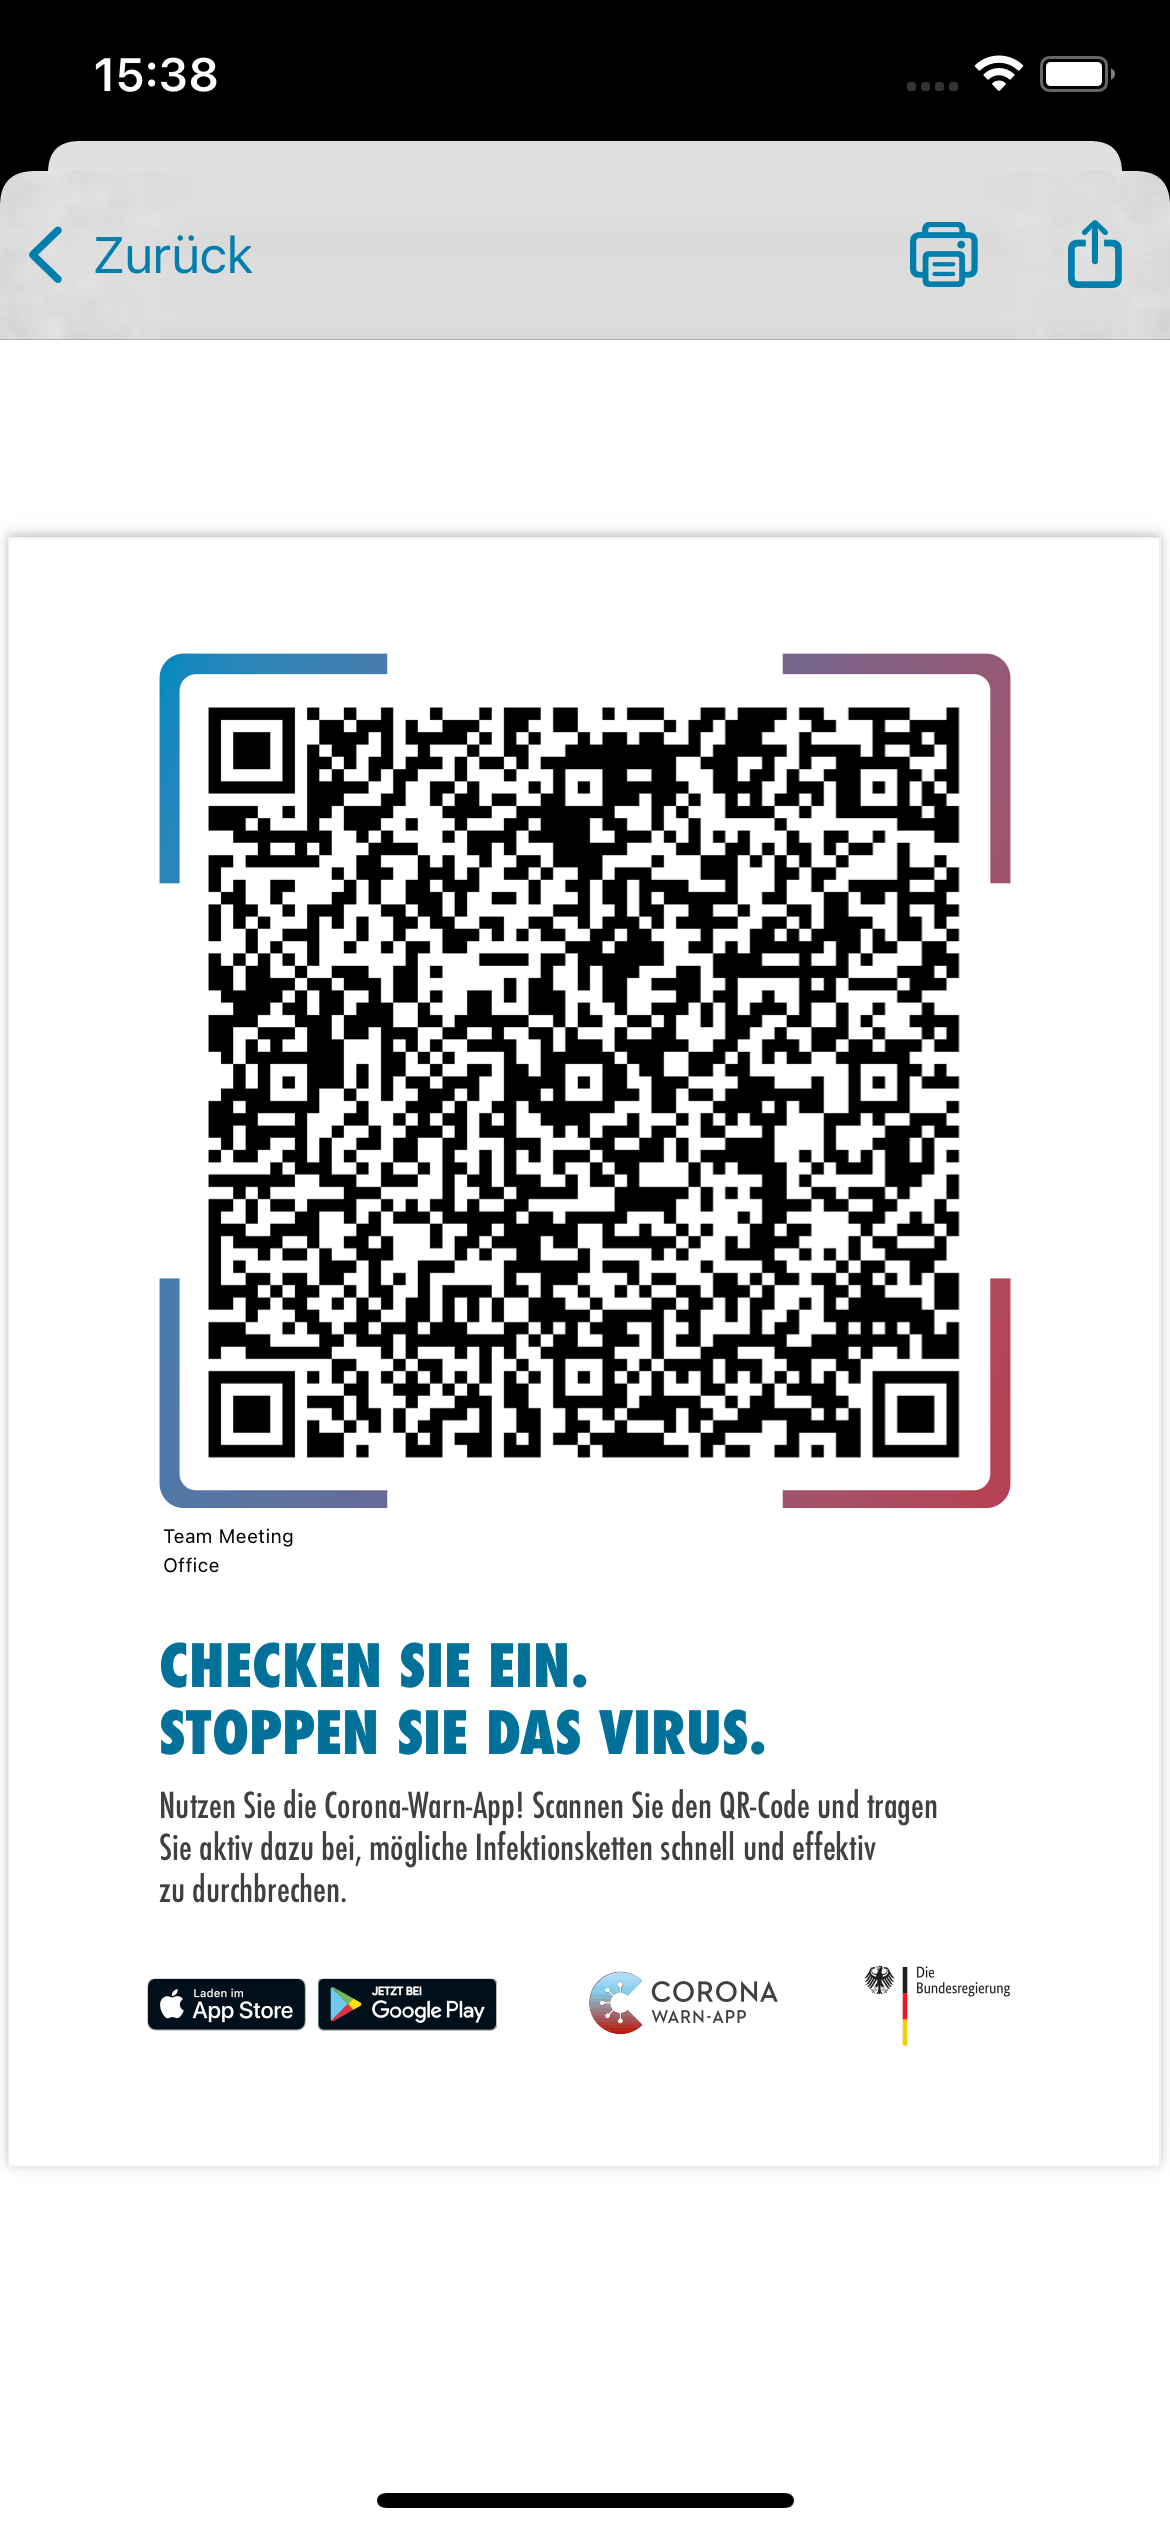 15:38
Zurück
Team Meeting
Office
CHECKEN SIE EIN.
STOPPEN SIE DAS VIRUS.
Nutzen Sie die Corona-Warn-App! Scannen Sie den QR-Code und tragen
Sie aktiv dazu bei, mögliche Infektionsketten schnell und effektiv
zu durchbrechen.
Laden im
App Store
JETZT BEI
Google Play
CORONA
WARN-APP
Die
Bundesregierung